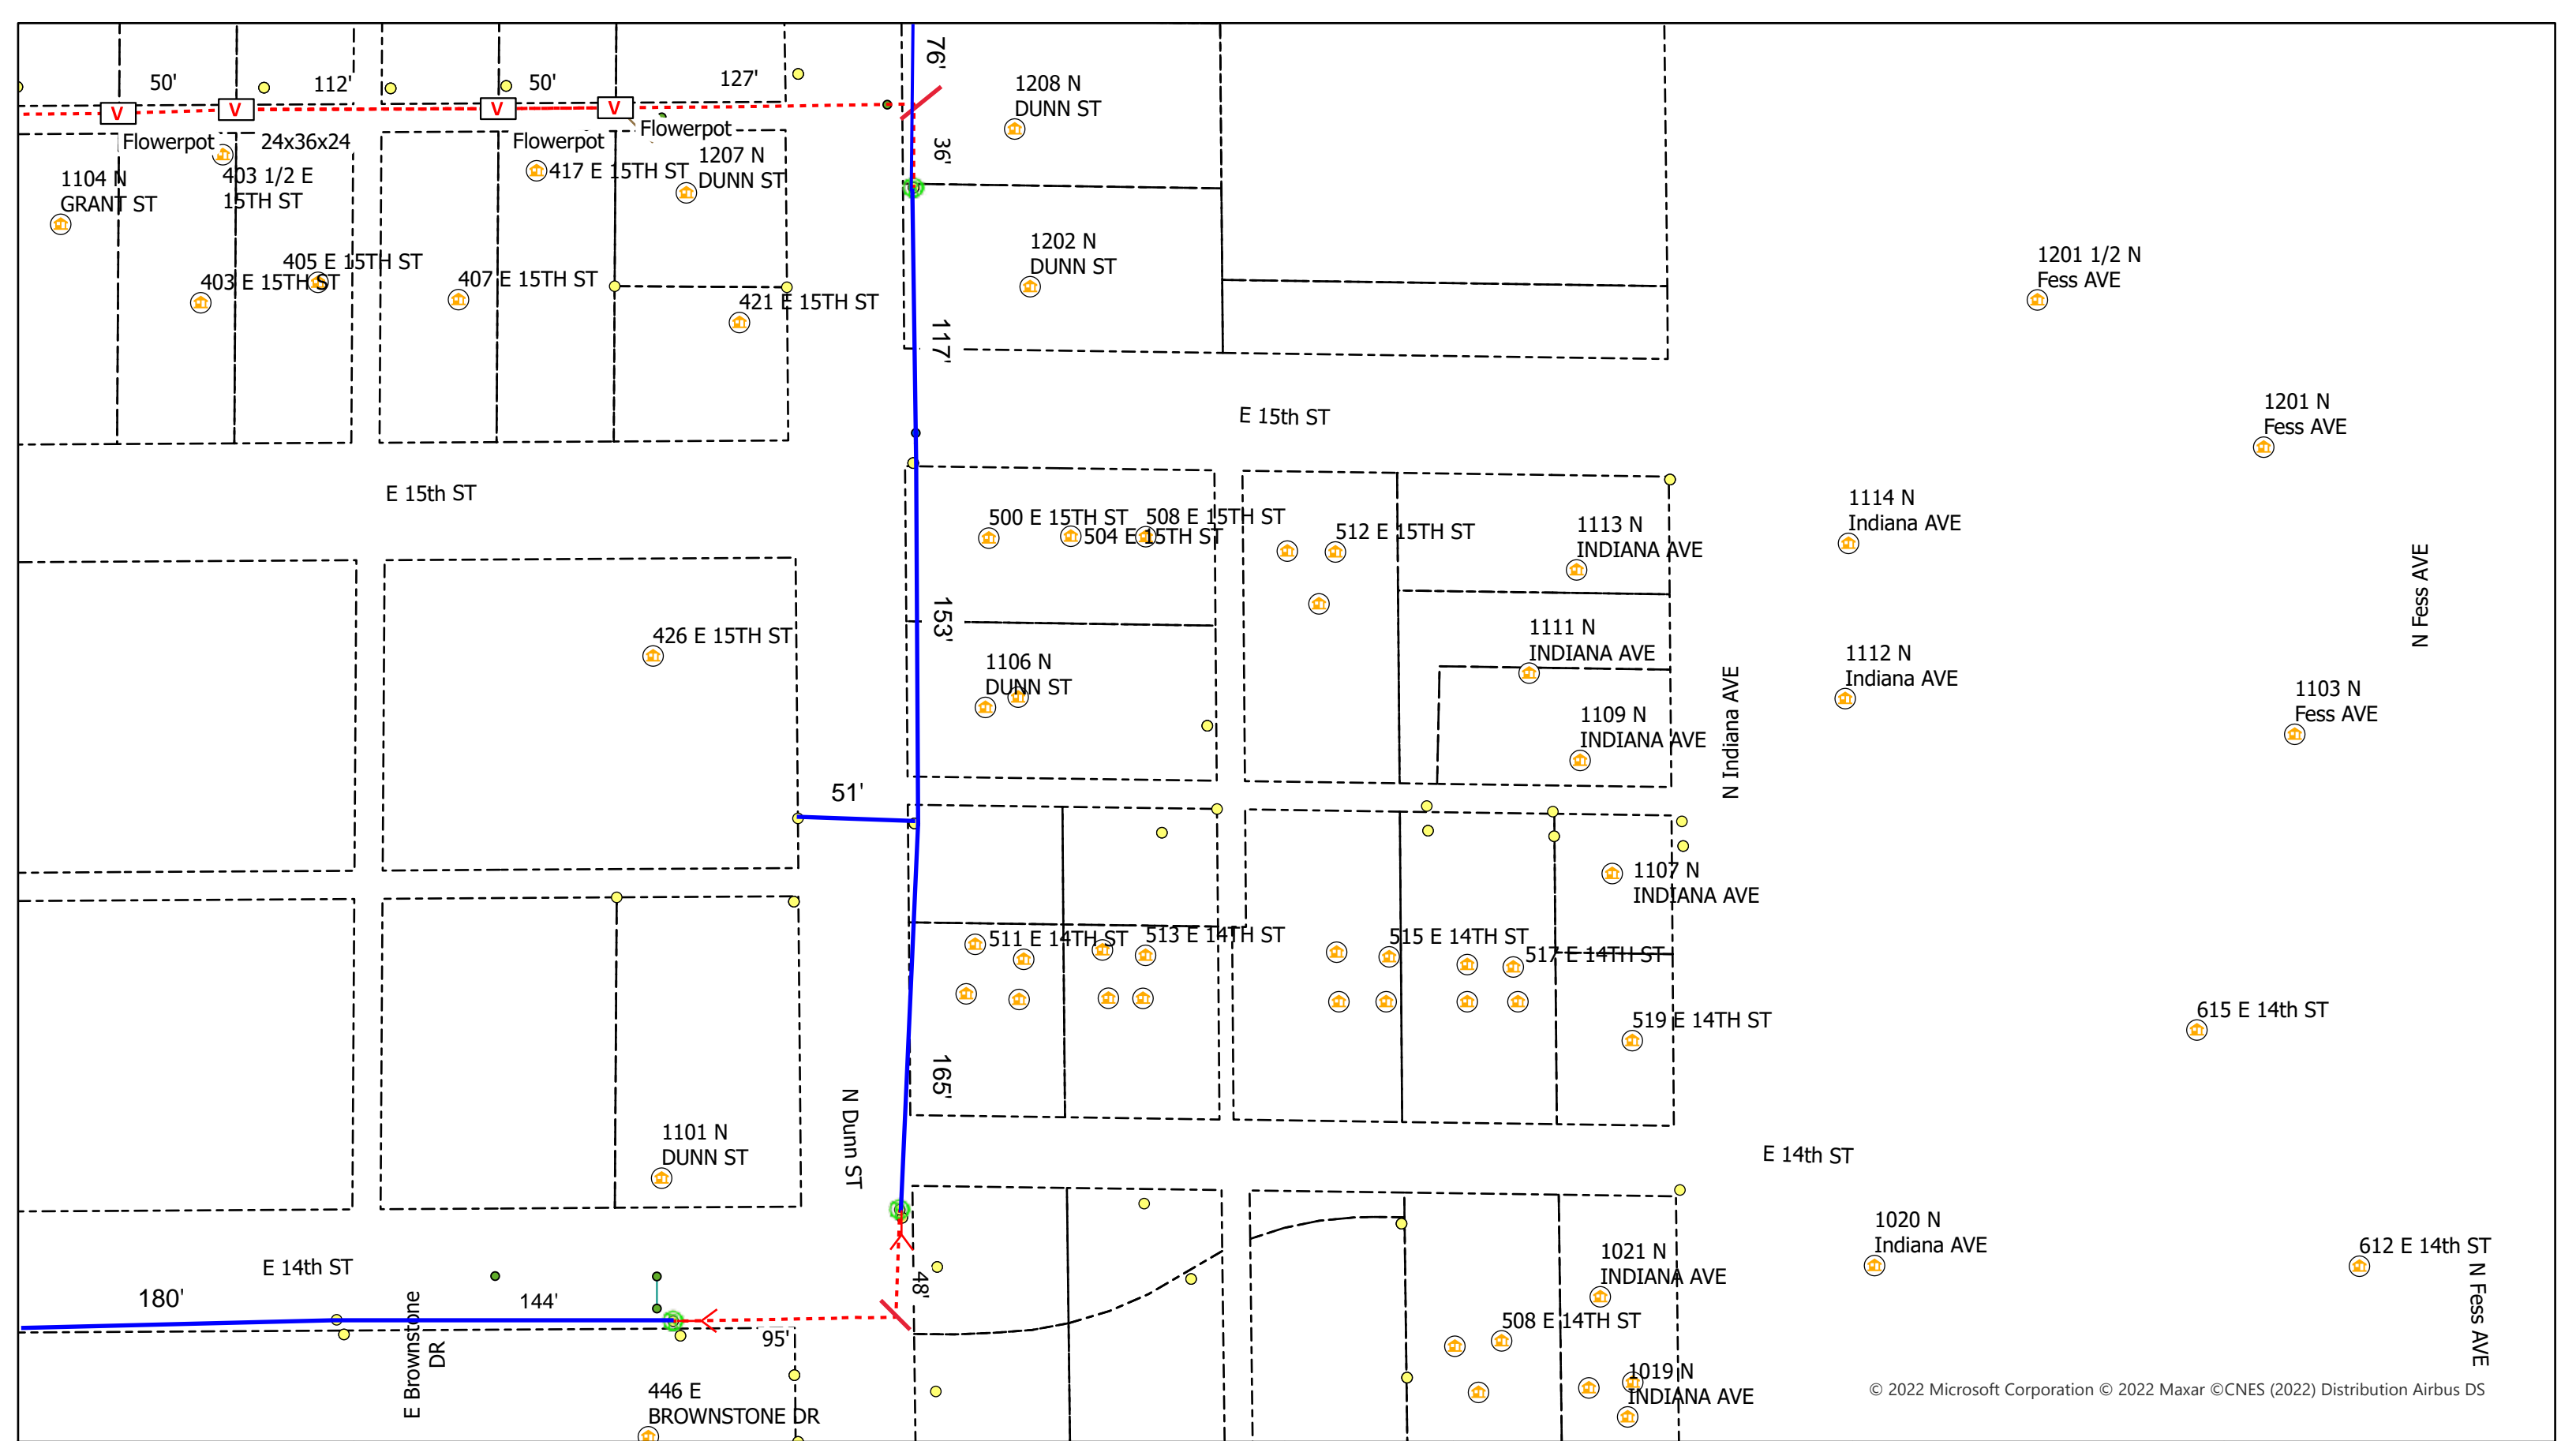 76'
50'
112'
50'
127'
1208 N
DUNN ST
V
V
V
V
Flowerpot
24x36x24
Flowerpot
Flowerpot
36'
1104 N
GRANT ST
403 1/2 E
15TH ST
417 E 15TH ST
1207 N
DUNN ST
1202 N
DUNN ST
1201 1/2 N
Fess AVE
405 E 15TH ST
403 E 15TH ST
407 E 15TH ST
421 E 15TH ST
117'
E 15th ST
1201 N
Fess AVE
E 15th ST
500 E 15TH ST
508 E 15TH ST
504 E 15TH ST
512 E 15TH ST
1113 N
INDIANA AVE
1114 N
Indiana AVE
N Fess AVE
153'
426 E 15TH ST
1106 N
DUNN ST
1111 N
INDIANA AVE
1112 N
Indiana AVE
1109 N
INDIANA AVE
N Indiana AVE
1103 N
Fess AVE
51'
1107 N
INDIANA AVE
511 E 14TH ST
513 E 14TH ST
515 E 14TH ST
517 E 14TH ST
519 E 14TH ST
615 E 14th ST
165'
N Dunn ST
1101 N
DUNN ST
E 14th ST
1020 N
Indiana AVE
612 E 14th ST
N Fess AVE
1021 N
INDIANA AVE
E 14th ST
180'
144'
48'
95'
508 E 14TH ST
E Brownstone
DR
446 E
BROWNSTONE DR
1019 N
INDIANA AVE
© 2022 Microsoft Corporation © 2022 Maxar ©CNES (2022) Distribution Airbus DS